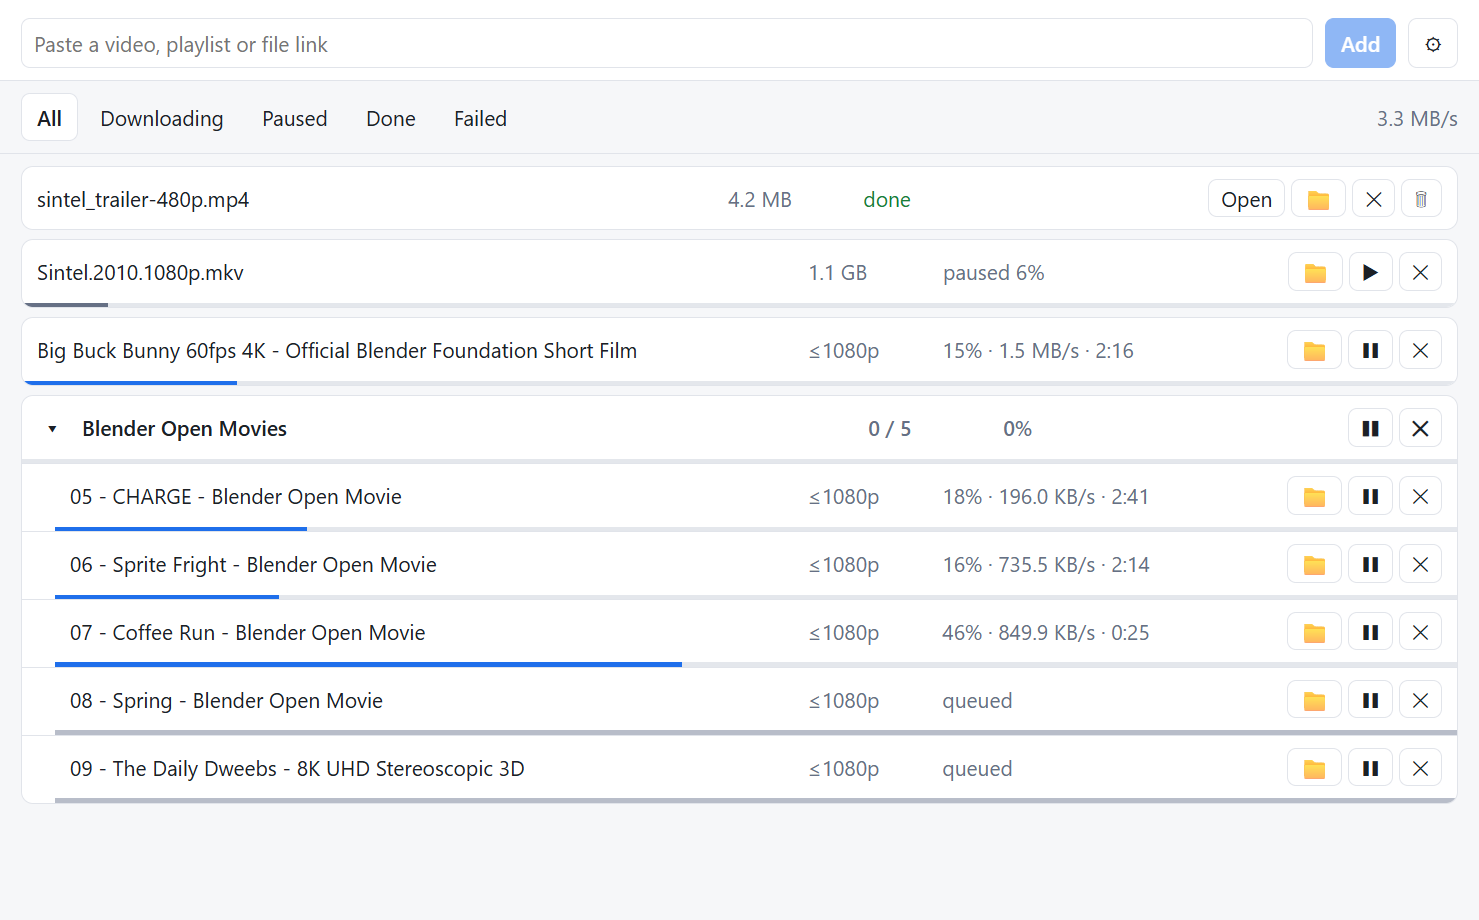 Paste a video, playlist or file link Add
All Downloading Paused Done Failed 3.3 MB/s
sintel_trailer-480p.mp4 4.2 MB done Open
Sintel.2010.1080p.mkv 1.1 GB paused 6%
Big Buck Bunny 60fps 4K - Official Blender Foundation Short Film ≤1080p 15% · 1.5 MB/s · 2:16
Blender Open Movies 0 / 5 0%
05 - CHARGE - Blender Open Movie ≤1080p 18% · 196.0 KB/s · 2:41
06 - Sprite Fright - Blender Open Movie ≤1080p 16% · 735.5 KB/s · 2:14
07 - Coffee Run - Blender Open Movie ≤1080p 46% · 849.9 KB/s · 0:25
08 - Spring - Blender Open Movie ≤1080p queued
09 - The Daily Dweebs - 8K UHD Stereoscopic 3D ≤1080p queued